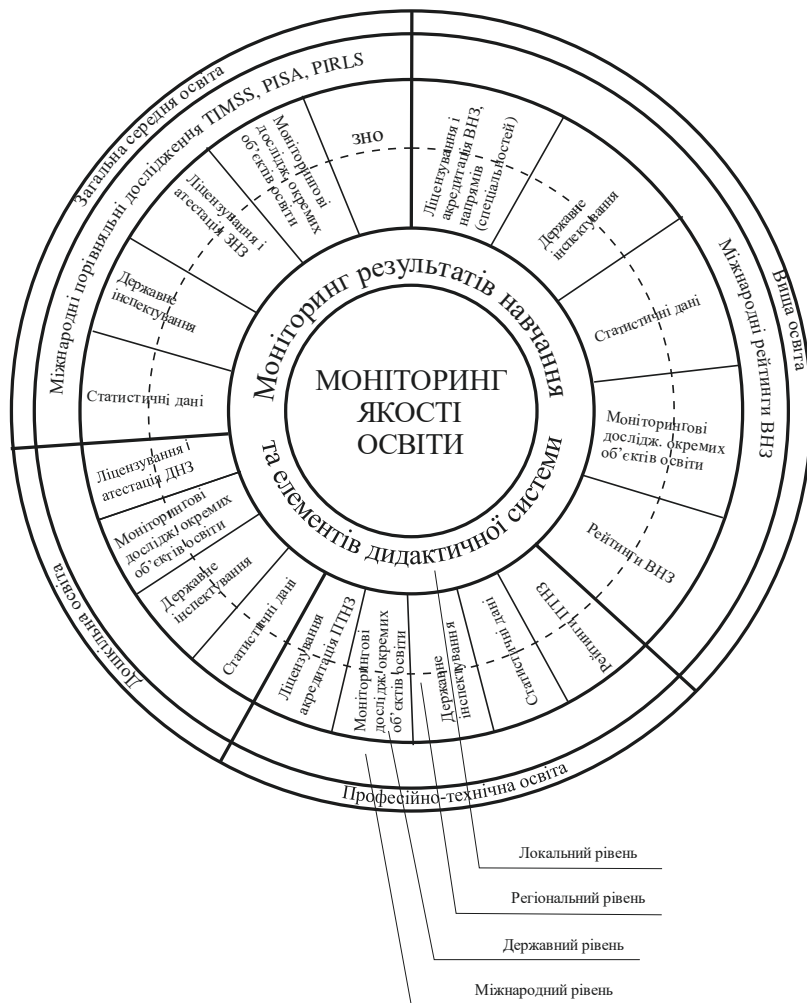 Загальна середня освіта
Міжнародні порівняльні дослідження TIMSS, PISA, PIRLS
ЗНО
Моніторингові
дослідж. окремих
об’єктів освіти
Ліцензування і
атестація ЗНЗ
Державне
інспектування
Статистичні дані
Вища освіта
Міжнародні рейтинги ВНЗ
Ліцензування і
акредитація ВНЗ,
напрямів
(спеціальностей)
Державне
інспектування
Статистичні дані
Моніторингові
дослідж. окремих
об’єктів освіти
Рейтинги ВНЗ
Моніторинг результатів навчання
та елементів дидактичної системи
МОНІТОРИНГ
ЯКОСТІ
ОСВІТИ
Дошкільна освіта
Ліцензування і
атестація ДНЗ
Моніторингові
дослідж. окремих
об’єктів освіти
Державне
інспектування
Статистичні дані
Професійно-технічна освіта
Ліцензування
акредитація ПТНЗ
Моніторингові
дослідж. окремих
об’єктів освіти
Державне
інспектування
Статистичні дані
Рейтинги ПТНЗ
Локальний рівень
Регіональний рівень
Державний рівень
Міжнародний рівень